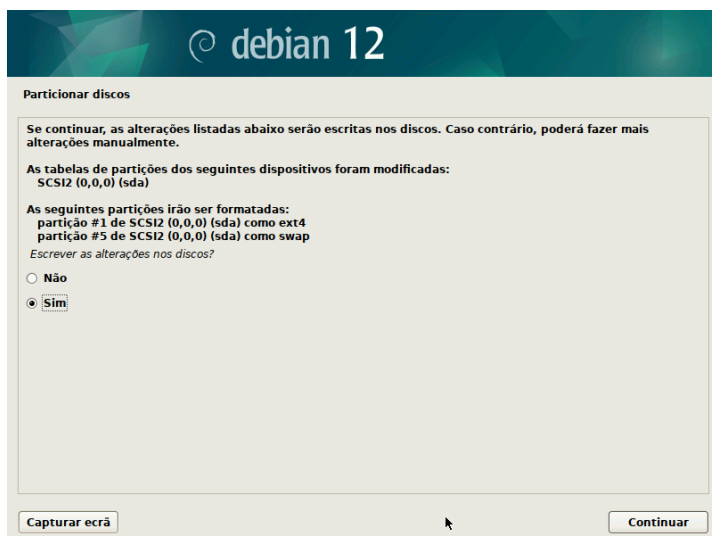 debian 12
Particionar discos
Se continuar, as alterações listadas abaixo serão escritas nos discos. Caso contrário, poderá fazer mais
alterações manualmente.
As tabelas de partições dos seguintes dispositivos foram modificadas:
SCSI2 (0,0,0) (sda)
As seguintes partições irão ser formatadas:
partição #1 de SCSI2 (0,0,0) (sda) como ext4
partição #5 de SCSI2 (0,0,0) (sda) como swap
Escrever as alterações nos discos?
Não
Sim
Capturar ecrã
Continuar